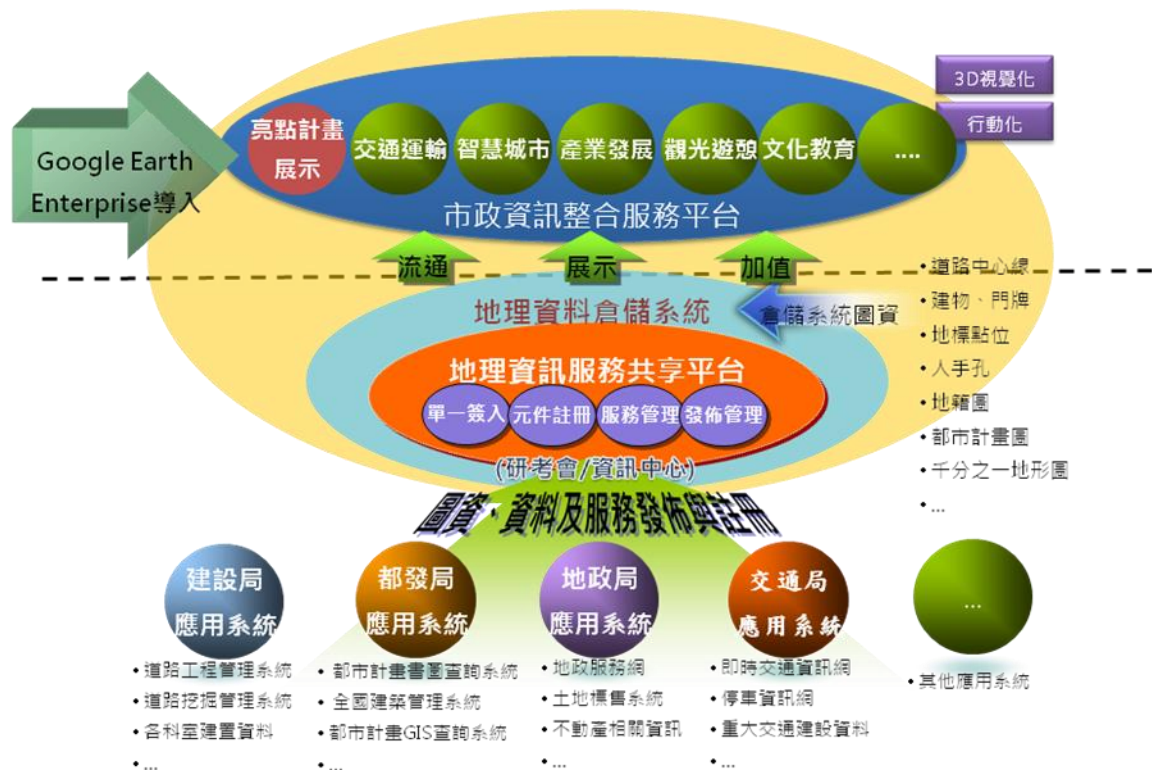 3D視覺化
行動化
Google Earth
Enterprise導入
亮點計畫
展示
交通運輸
智慧城市
產業發展
觀光遊憩
文化教育
....
市政資訊整合服務平台
流通
展示
加值
地理資料倉儲系統
倉儲系統圖資
• 道路中心線
• 建物、門牌
• 地標點位
• 人手孔
• 地籍圖
• 都市計畫圖
• 千分之一地形圖
• ...
地理資訊服務共享平台
單一簽入
元件註冊
服務管理
發佈管理
(研考會/資訊中心)
圖資、資料及服務發佈與註冊
建設局
應用系統
• 道路工程管理系統
• 道路挖掘管理系統
• 各科室建置資料
• ...
都發局
應用系統
• 都市計畫書圖查詢系統
• 全國建築管理系統
• 都市計畫GIS查詢系統
• ...
地政局
應用系統
• 地政服務網
• 土地標售系統
• 不動產相關資訊
• ...
交通局
應用系統
• 即時交通資訊網
• 停車資訊網
• 重大交通建設資料
• ...
...
• 其他應用系統